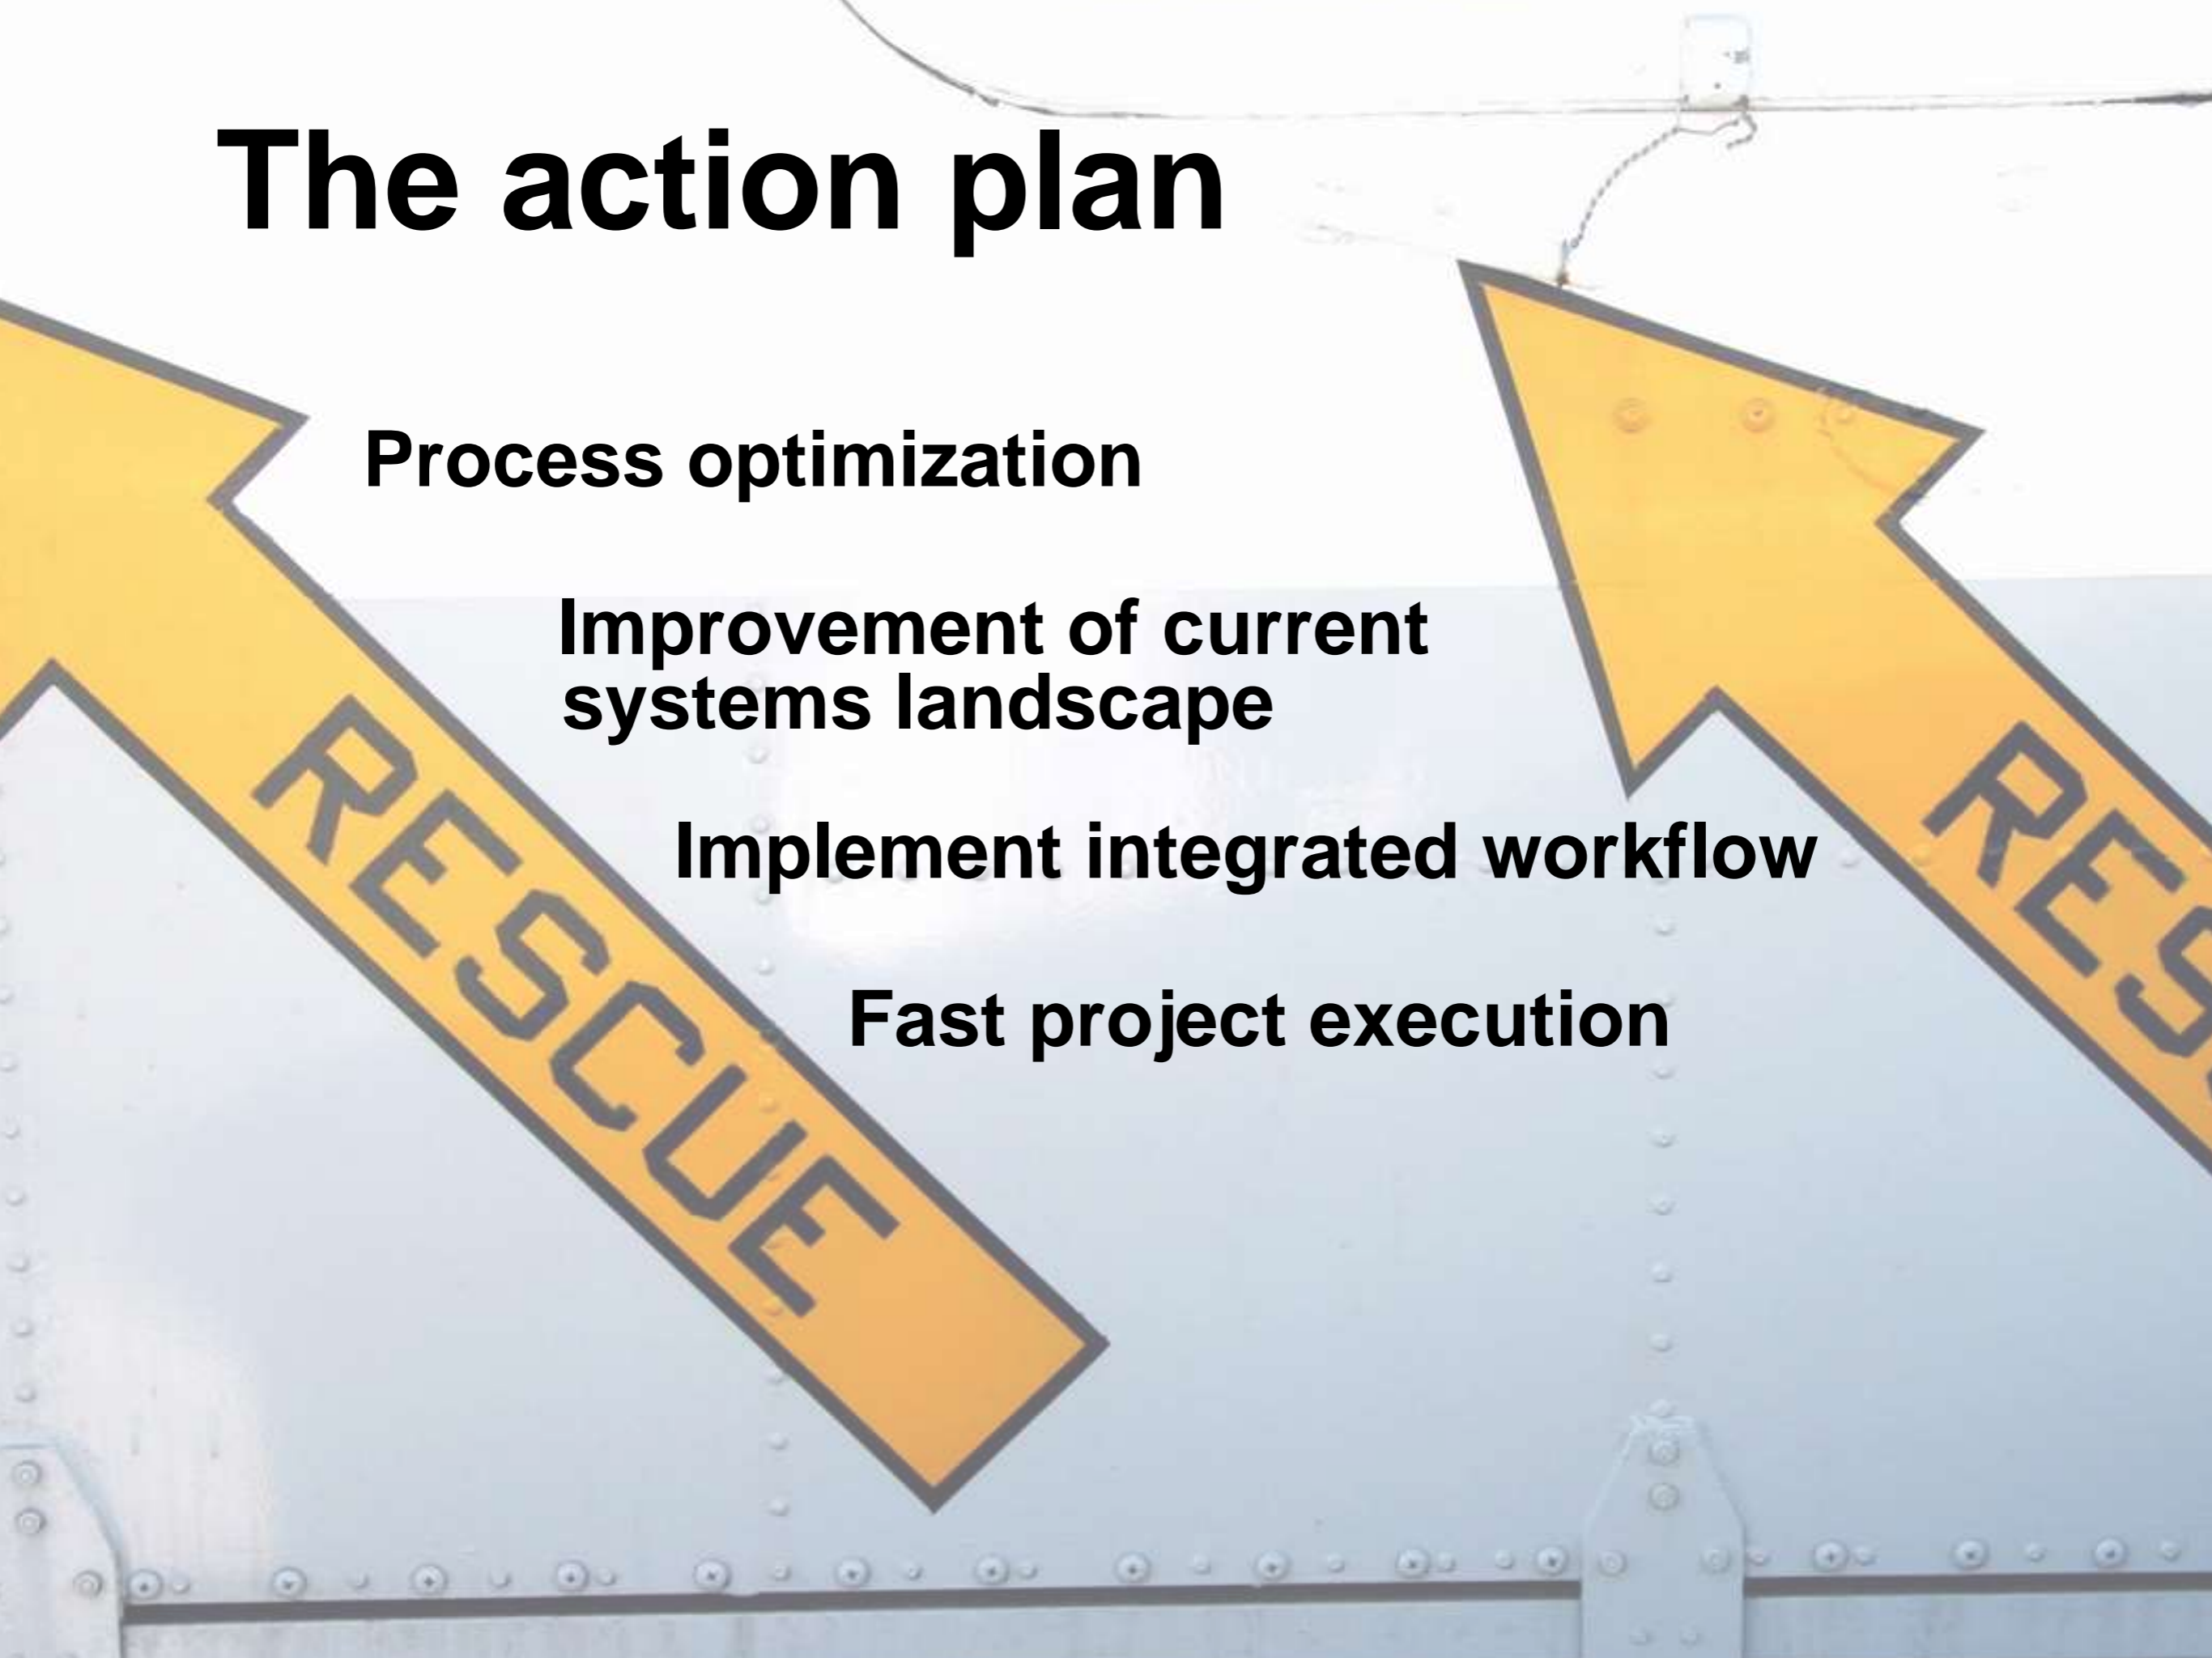 The action plan
Process optimization
Improvement of current
systems landscape
Implement integrated workflow
Fast project execution
RESCUE
RES